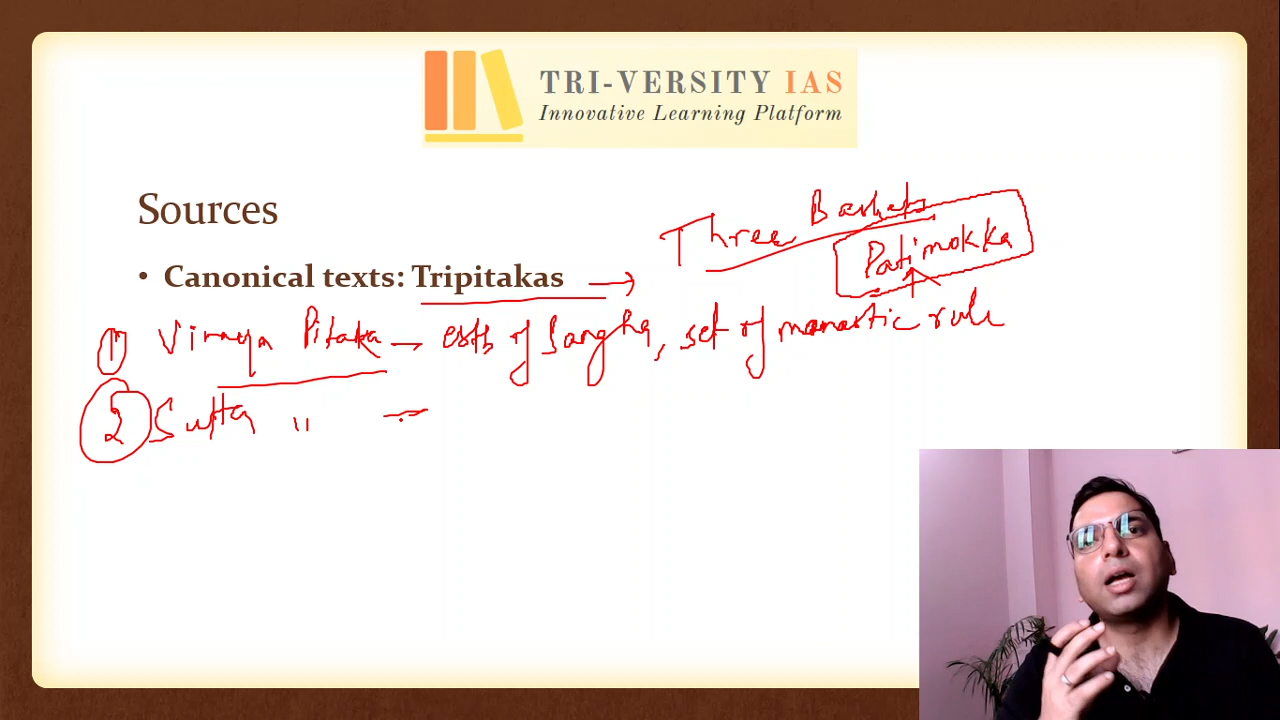 TRI-VERSITY IAS
Innovative Learning Platform
Sources
Three Baskets
• Canonical texts: Tripitakas →
Patimokka
1 Vinaya Pitaka — estb of Sangha, set of monastic rule
2 Sutta "